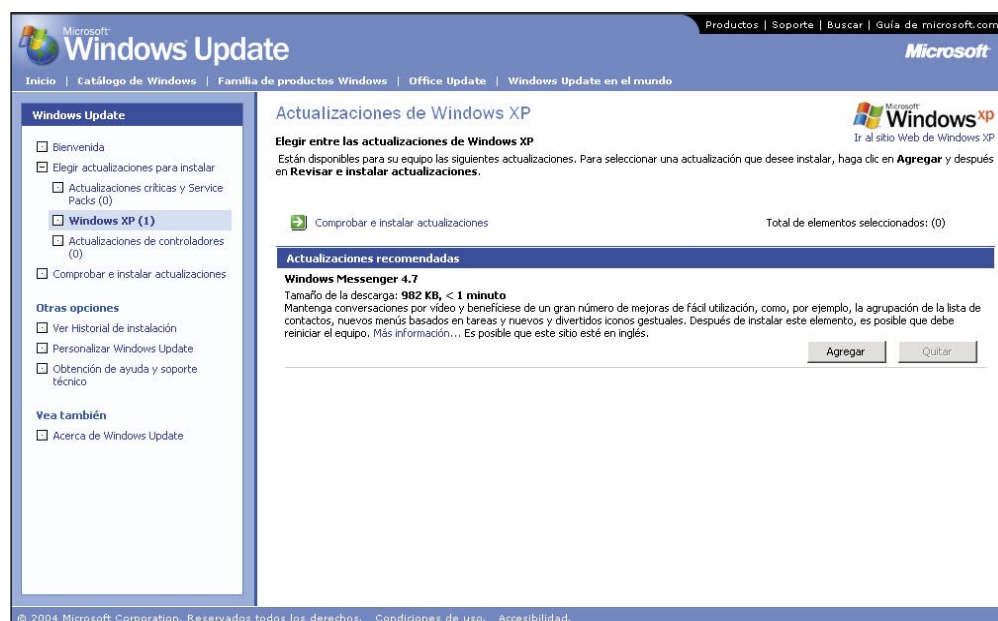 Productos | Soporte | Buscar | Guía de microsoft.com
Microsoft
Windows Update
Microsoft
Inicio | Catálogo de Windows | Familia de productos Windows | Office Update | Windows Update en el mundo
Windows Update
Bienvenida
Elegir actualizaciones para instalar
Actualizaciones críticas y Service
Packs (0)
Windows XP (1)
Actualizaciones de controladores
(0)
Comprobar e instalar actualizaciones
Otras opciones
Ver Historial de instalación
Personalizar Windows Update
Obtención de ayuda y soporte
técnico
Vea también
Acerca de Windows Update
Actualizaciones de Windows XP
Microsoft
Windows xp
Ir al sitio Web de Windows XP
Elegir entre las actualizaciones de Windows XP
Están disponibles para su equipo las siguientes actualizaciones. Para seleccionar una actualización que desee instalar, haga clic en Agregar y después
en Revisar e instalar actualizaciones.
Comprobar e instalar actualizaciones
Total de elementos seleccionados: (0)
Actualizaciones recomendadas
Windows Messenger 4.7
Tamaño de la descarga: 982 KB, < 1 minuto
Mantenga conversaciones por vídeo y benefíciese de un gran número de mejoras de fácil utilización, como, por ejemplo, la agrupación de la lista de
contactos, nuevos menús basados en tareas y nuevos y divertidos iconos gestuales. Después de instalar este elemento, es posible que debe
reiniciar el equipo. Más información... Es posible que este sitio esté en inglés.
Agregar
Quitar
© 2004 Microsoft Corporation. Reservados todos los derechos. Condiciones de uso. Accesibilidad.